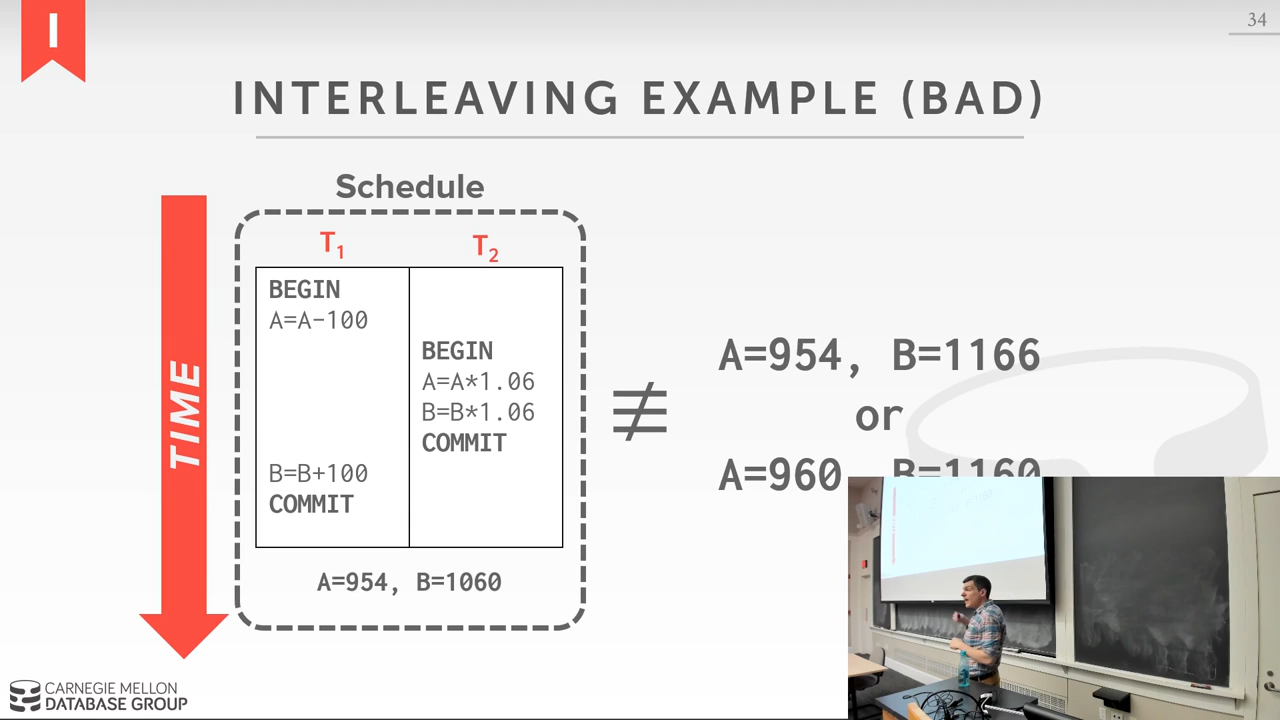 I
34
INTERLEAVING EXAMPLE (BAD)
Schedule
TIME
T1
T2
BEGIN
A=A-100
BEGIN
A=A*1.06
B=B*1.06
COMMIT
B=B+100
COMMIT
A=954, B=1060
≢
A=954, B=1166
or
A=960, B=1160
CARNEGIE MELLON
DATABASE GROUP